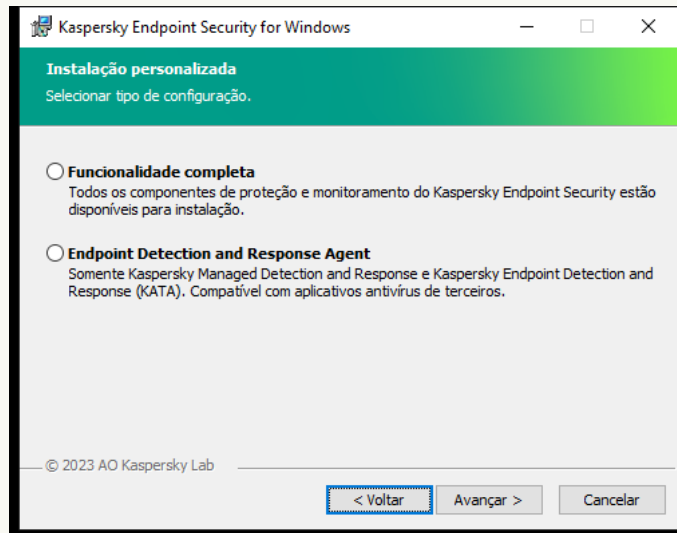 Kaspersky Endpoint Security for Windows
Instalação personalizada
Selecionar tipo de configuração.
Funcionalidade completa
Todos os componentes de proteção e monitoramento do Kaspersky Endpoint Security estão
disponíveis para instalação.
Endpoint Detection and Response Agent
Somente Kaspersky Managed Detection and Response e Kaspersky Endpoint Detection and
Response (KATA). Compatível com aplicativos antivírus de terceiros.
© 2023 AO Kaspersky Lab
< Voltar Avançar > Cancelar